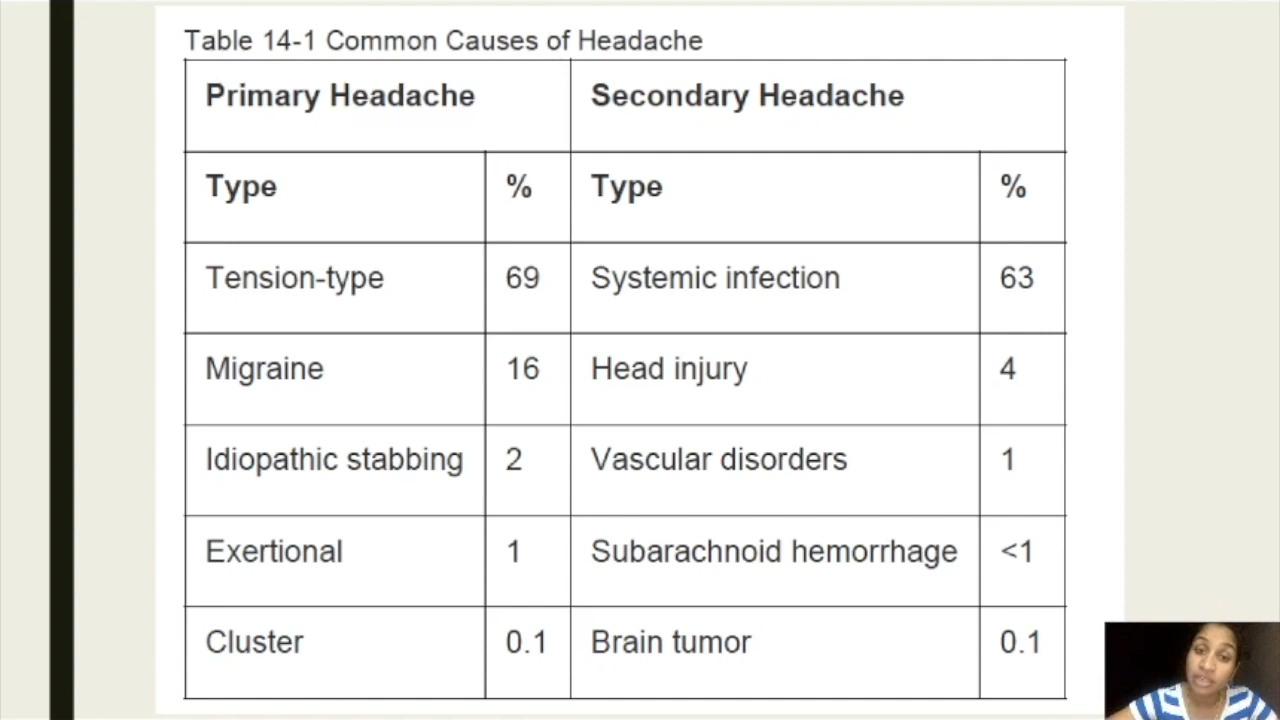 Table 14-1 Common Causes of Headache
Primary Headache Secondary Headache
Type % Type %
Tension-type 69 Systemic infection 63
Migraine 16 Head injury 4
Idiopathic stabbing 2 Vascular disorders 1
Exertional 1 Subarachnoid hemorrhage <1
Cluster 0.1 Brain tumor 0.1